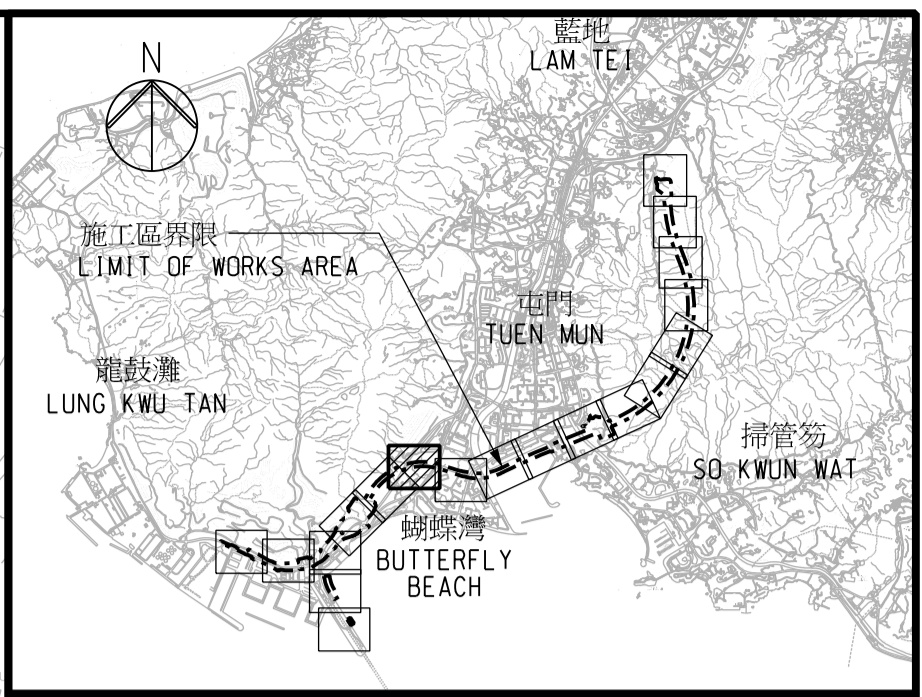 藍地
LAM TEI
N
施工區界限
LIMIT OF WORKS AREA
屯門
TUEN MUN
龍鼓灘
LUNG KWU TAN
掃管笏
SO KWUN WAT
蝴蝶灣
BUTTERFLY
BEACH